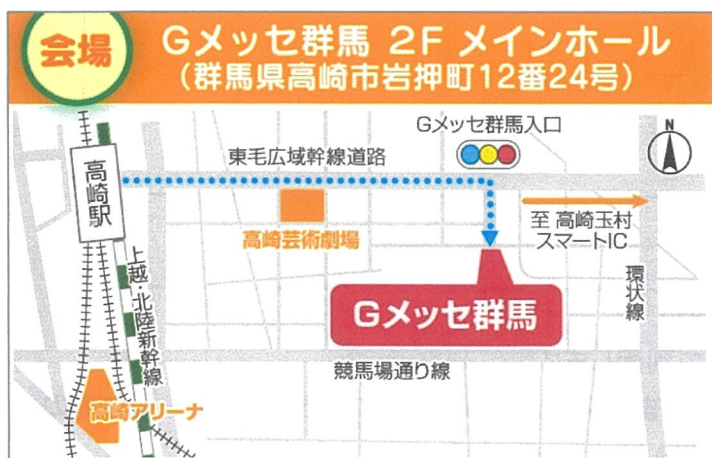 会場
Gメッセ群馬 2F メインホール
（群馬県高崎市岩押町12番24号）
Gメッセ群馬入口
N
東毛広域幹線道路
高崎駅
高崎芸術劇場
至 高崎玉村
スマートIC
上越・北陸新幹線
環状線
Gメッセ群馬
競馬場通り線
高崎アリーナ